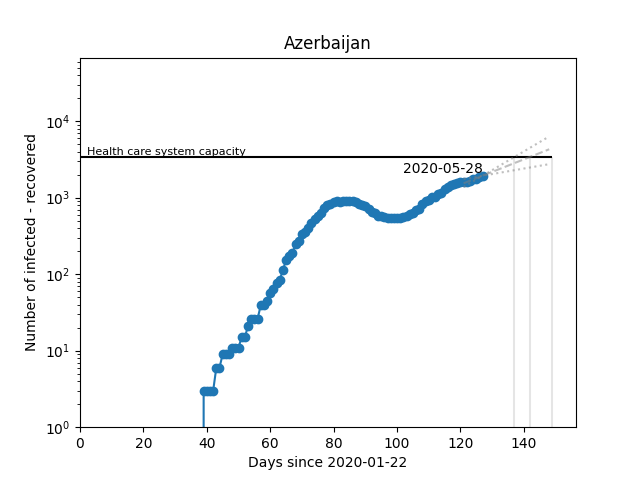 Azerbaijan
Number of infected - recovered
10^4
10^3
10^2
10^1
10^0
Health care system capacity
2020-05-28
0 20 40 60 80 100 120 140
Days since 2020-01-22